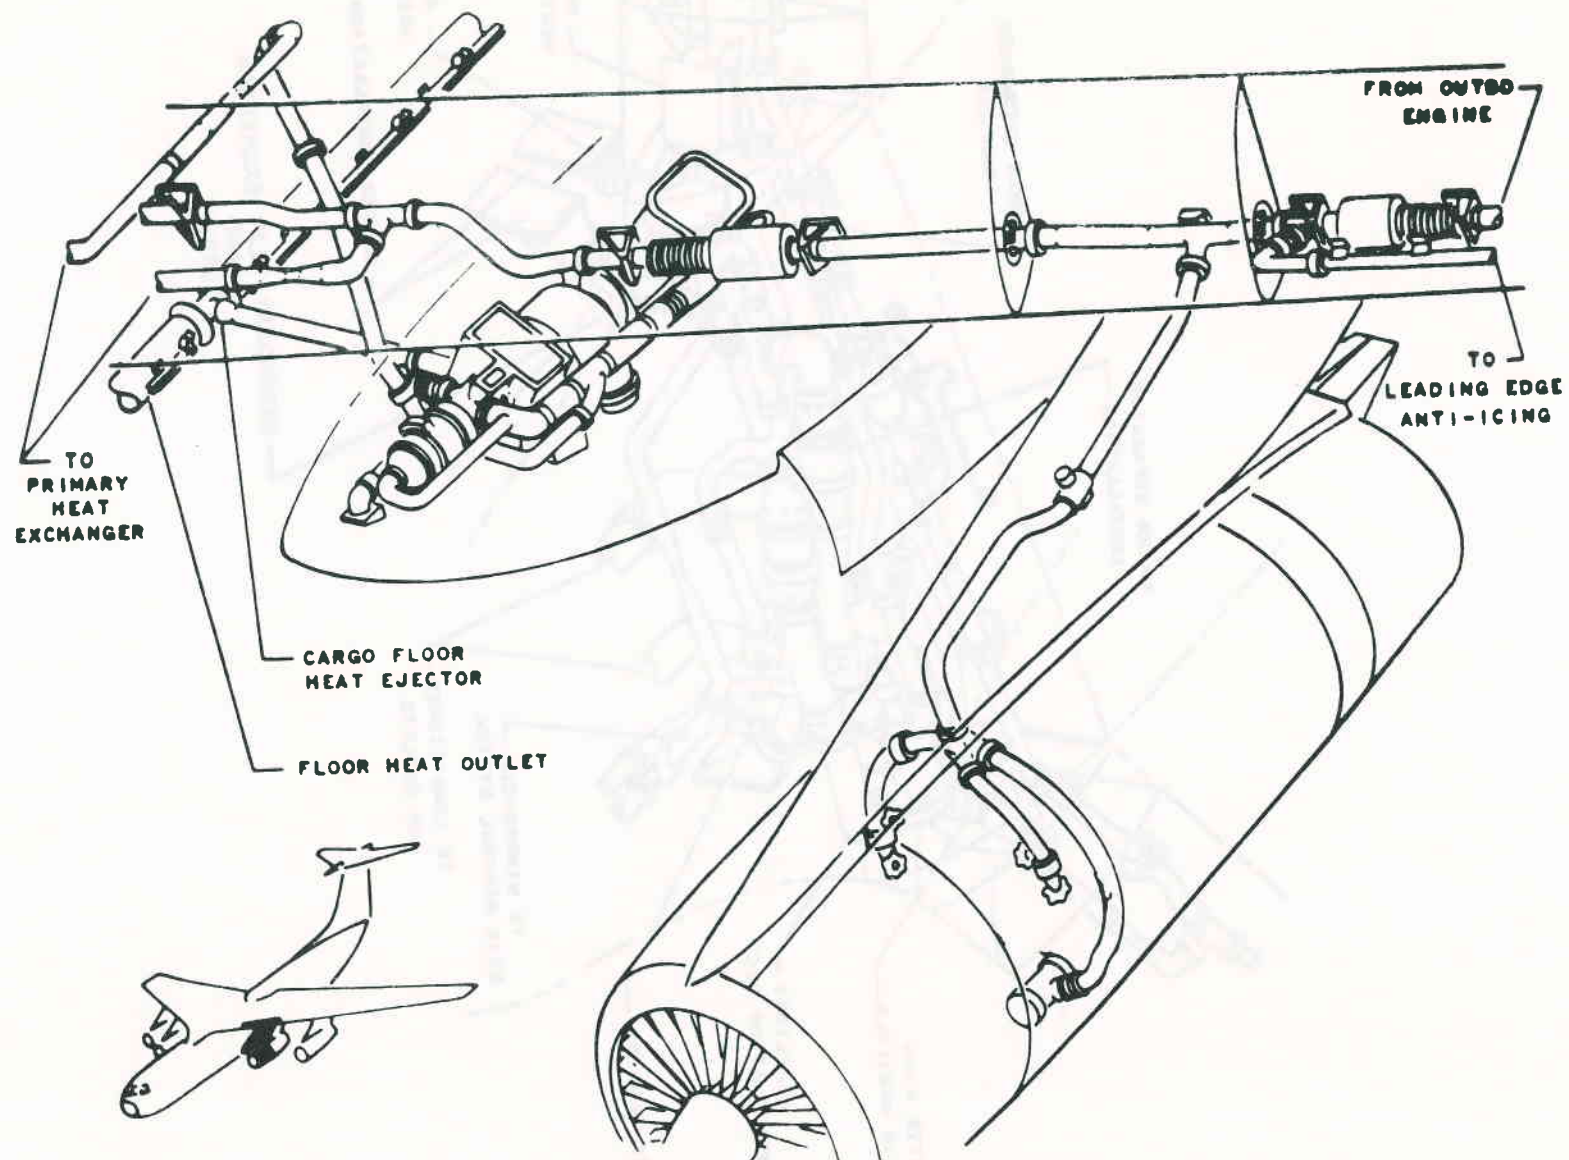 FROM OUTBD
ENGINE
TO
LEADING EDGE
ANTI-ICING
TO
PRIMARY
HEAT
EXCHANGER
CARGO FLOOR
HEAT EJECTOR
FLOOR HEAT OUTLET